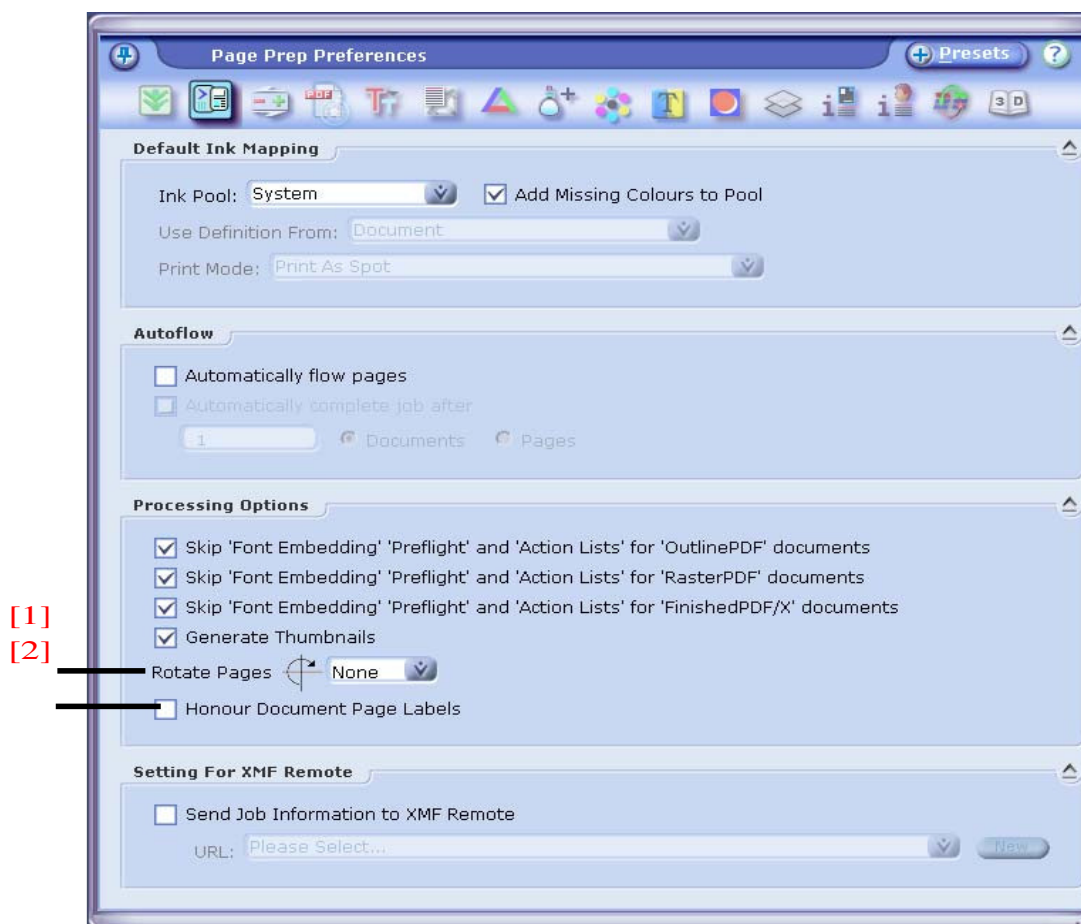 Page Prep Preferences
Presets ?
PDF T T i i 3 D
Default Ink Mapping
Ink Pool: System Add Missing Colours to Pool
Use Definition From: Document
Print Mode: Print As Spot
Autoflow
Automatically flow pages
Automatically complete job after
1 Documents Pages
Processing Options
Skip 'Font Embedding' 'Preflight' and 'Action Lists' for 'OutlinePDF' documents
Skip 'Font Embedding' 'Preflight' and 'Action Lists' for 'RasterPDF' documents
Skip 'Font Embedding' 'Preflight' and 'Action Lists' for 'FinishedPDF/X' documents
[1]
Generate Thumbnails
[2]
Rotate Pages None
Honour Document Page Labels
Setting For XMF Remote
Send Job Information to XMF Remote
URL: Please Select... New